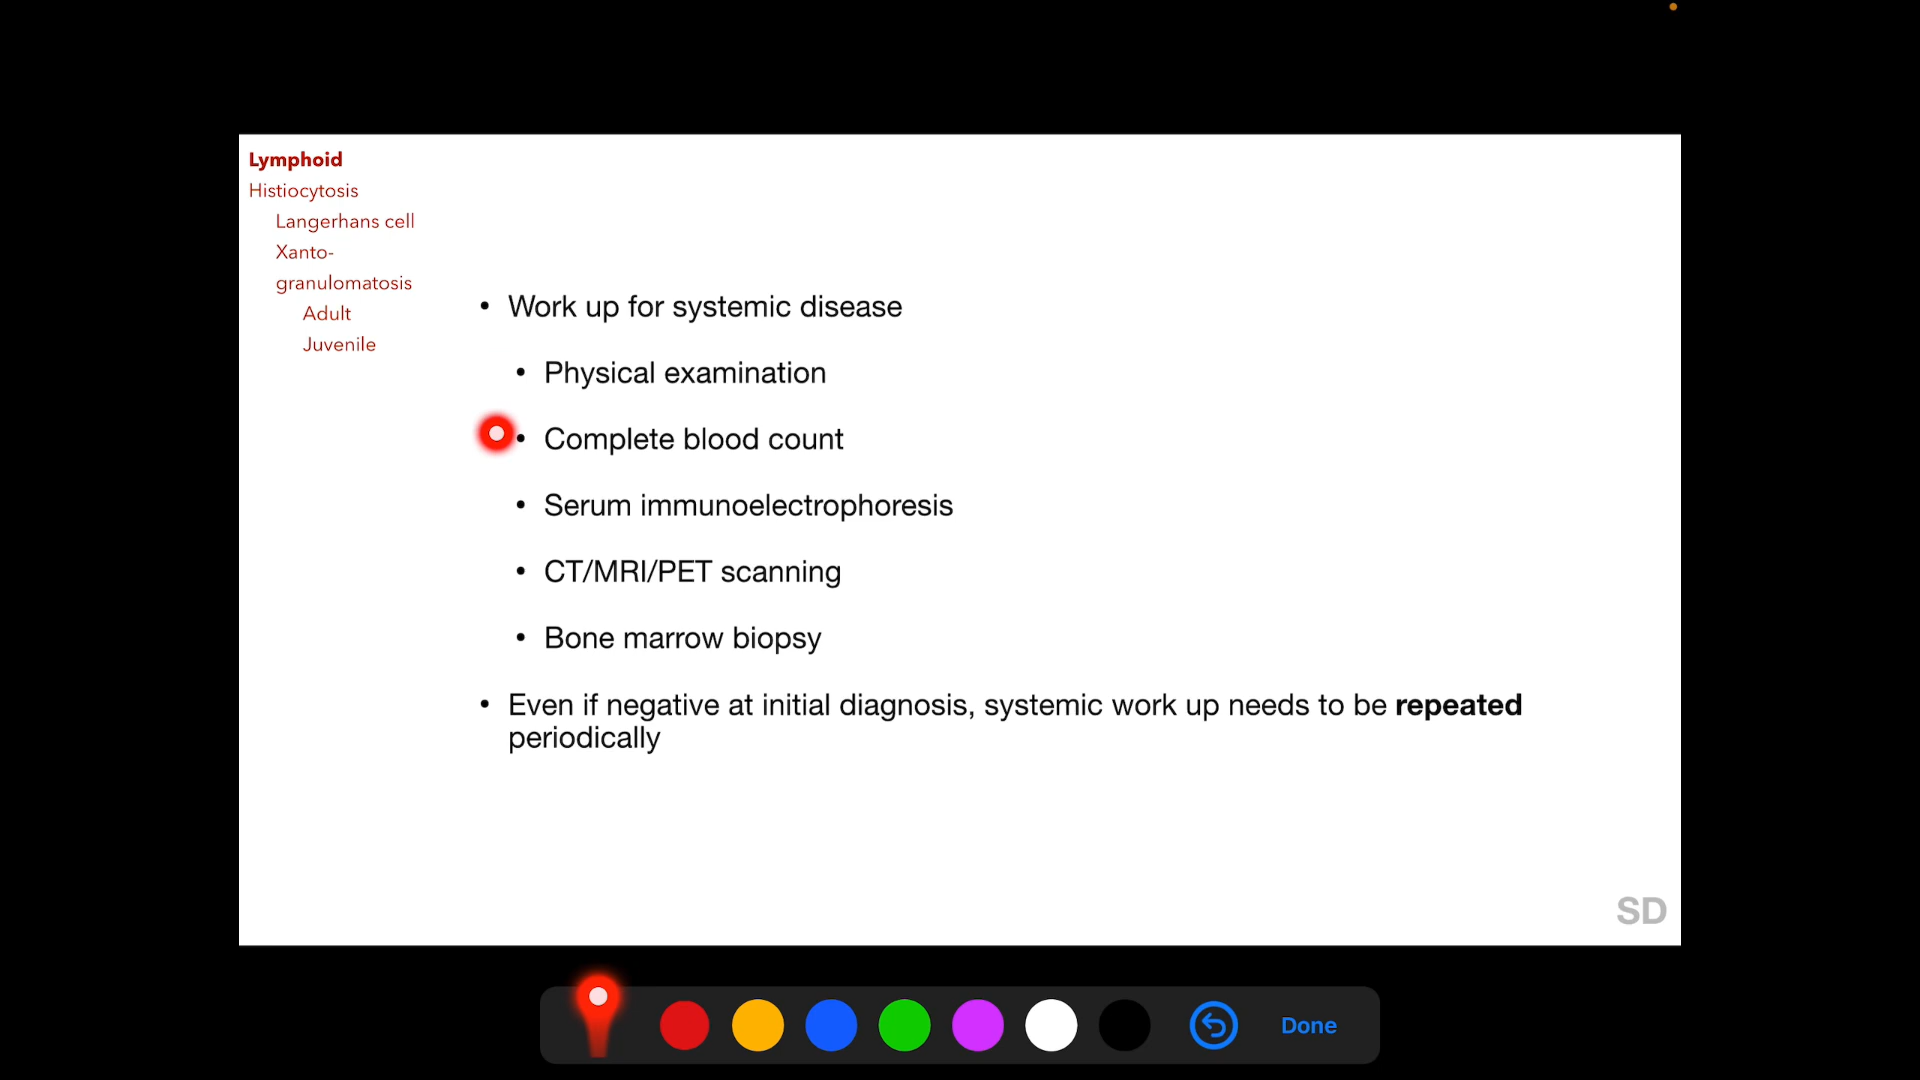 Lymphoid
Histiocytosis
Langerhans cell
Xanto-
granulomatosis
Adult
Juvenile
• Work up for systemic disease
• Physical examination
• Complete blood count
• Serum immunoelectrophoresis
• CT/MRI/PET scanning
• Bone marrow biopsy
• Even if negative at initial diagnosis, systemic work up needs to be repeated
periodically
SD
Done